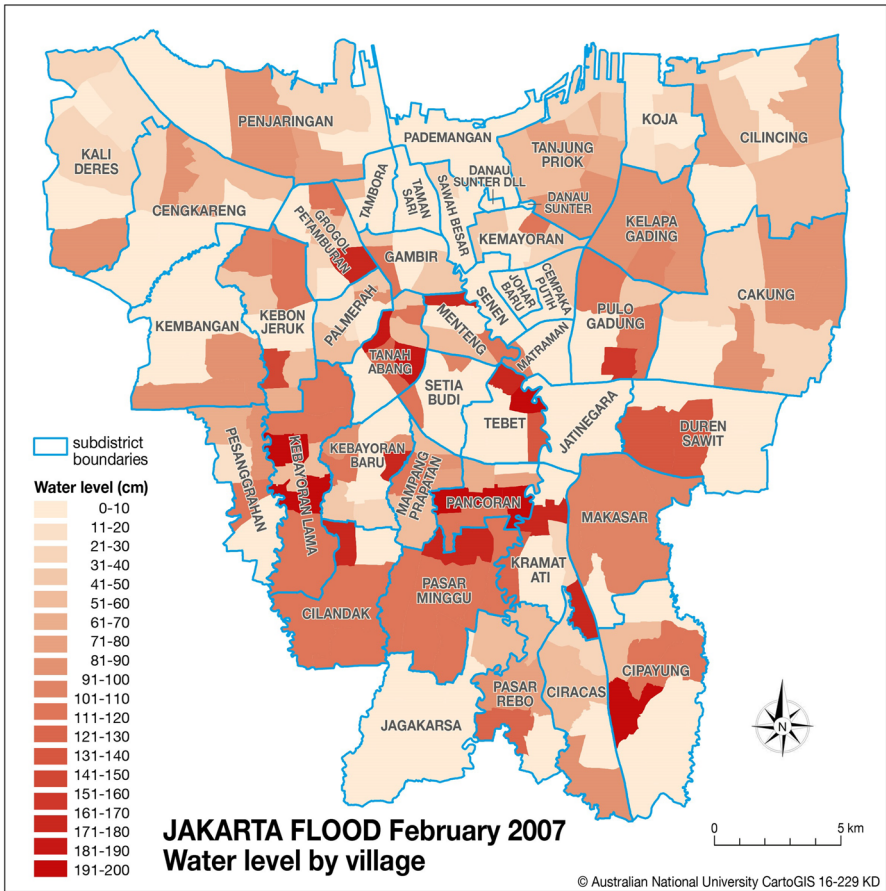 PENJARINGAN
PADEMANGAN
KOJA
CILINCING
KALI
DERES
TANJUNG
PRIOK
CENGKARENG
TAMBORA
TAMAN
SARI
SAWAH BESAR
DANAU
SUNTER DLL
DANAU
SUNTER
GROGOL
PETAMBURAN
KELAPA
GADING
KEMAYORAN
GAMBIR
CEMPAKA
PUTIH
JOHAR
BARU
SENEN
CAKUNG
KEMBANGAN
KEBON
JERUK
PALMERAH
MENTENG
PULO
GADUNG
MATRAMAN
TANAH
ABANG
SETIA
BUDI
TEBET
JATINEGARA
DUREN
SAWIT
PESANGGRAHAN
KEBAYORAN LAMA
KEBAYORAN
BARU
MAMPANG
PRAPATAN
PANCORAN
MAKASAR
KRAMAT
ATI
PASAR
MINGGU
CILANDAK
CIPAYUNG
PASAR
REBO
CIRACAS
JAGAKARSA
subdistrict
boundaries
Water level (cm)
0-10
11-20
21-30
31-40
41-50
51-60
61-70
71-80
81-90
91-100
101-110
111-120
121-130
131-140
141-150
151-160
161-170
171-180
181-190
191-200
N
0 5 km
JAKARTA FLOOD February 2007
Water level by village
© Australian National University CartoGIS 16-229 KD